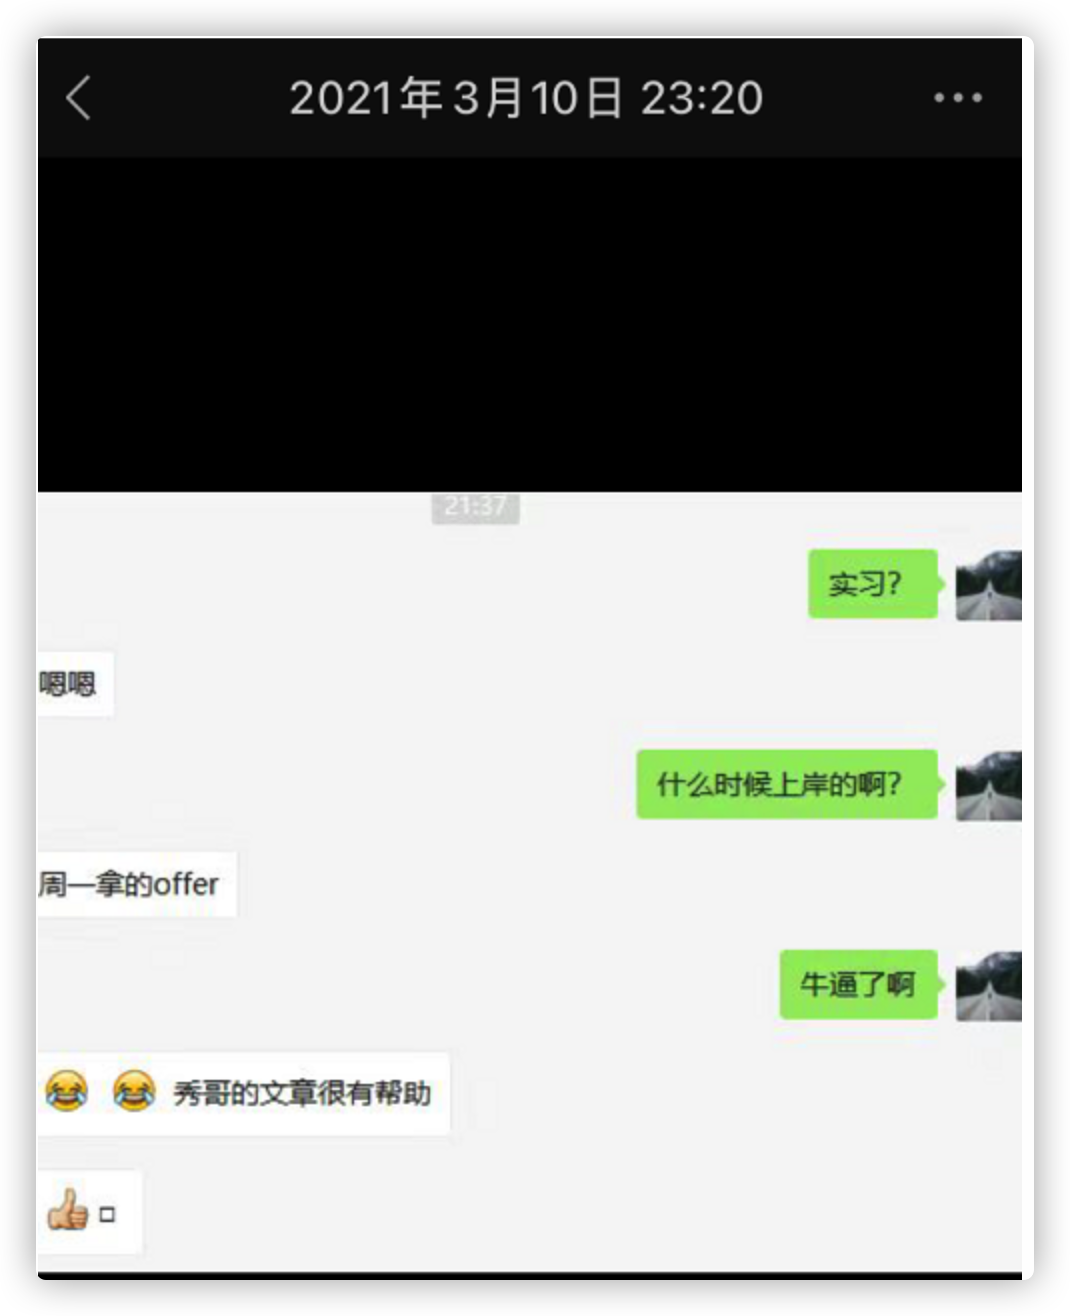 2021年3月10日 23:20
21:37
实习？
嗯嗯
什么时候上岸的啊？
周一拿的offer
牛逼了啊
秀哥的文章很有帮助